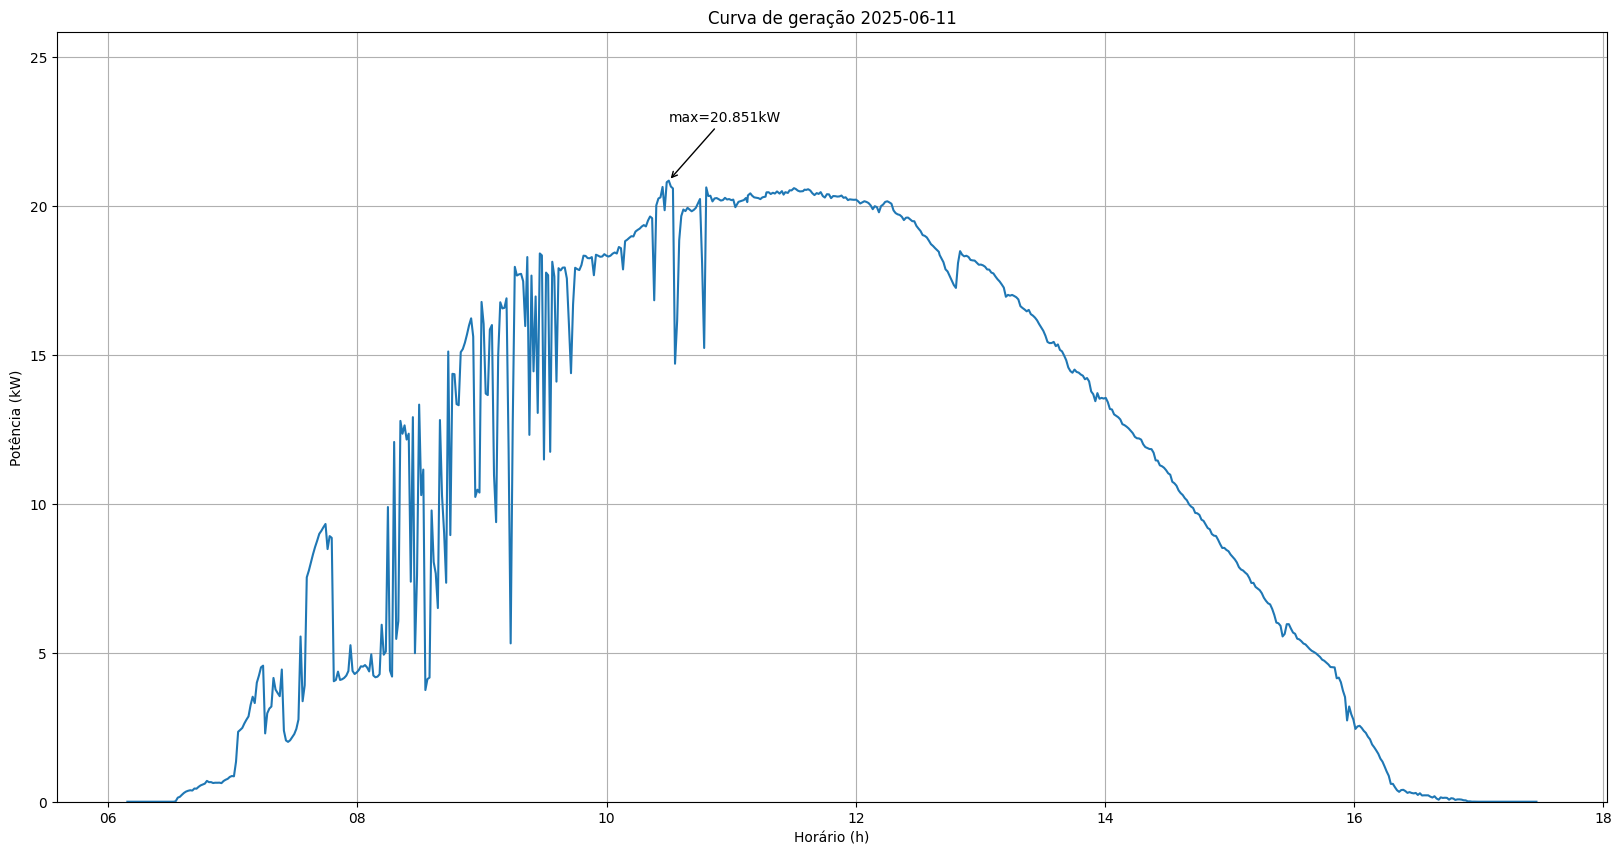 Curva de geração 2025-06-11
25
max=20.851kW
20
15
Potência (kW)
10
5
0
06 08 10 12 14 16 18
Horário (h)